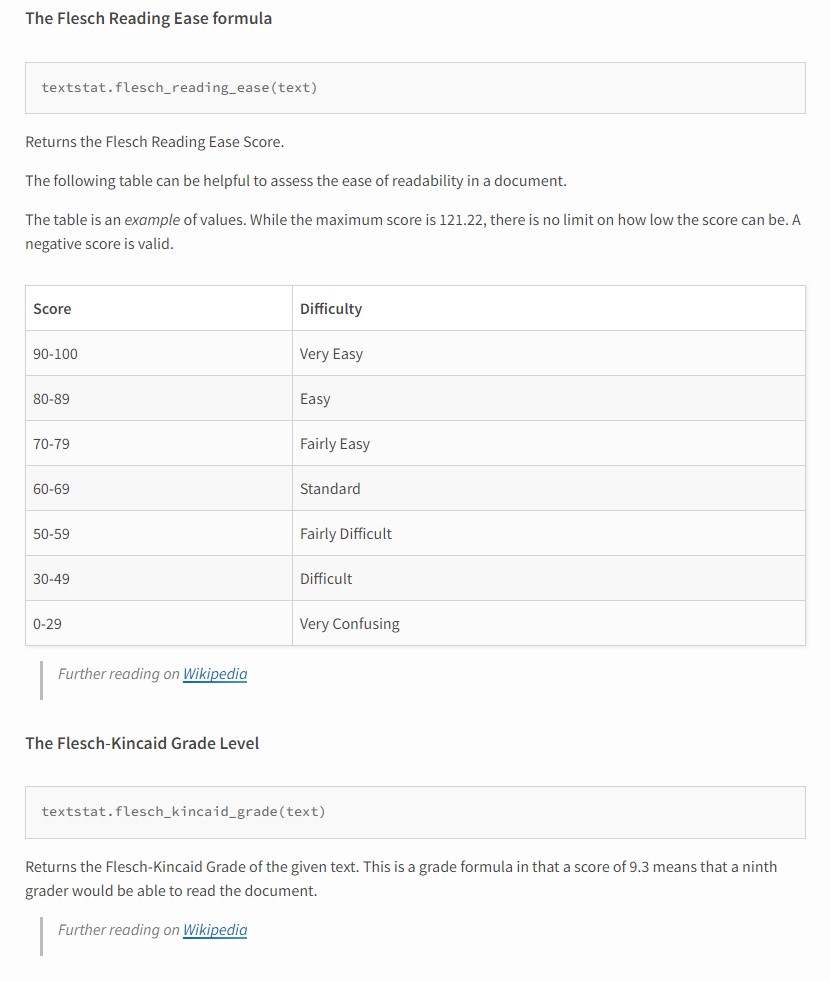 The Flesch Reading Ease formula
textstat.flesch_reading_ease(text)
Returns the Flesch Reading Ease Score.
The following table can be helpful to assess the ease of readability in a document.
The table is an example of values. While the maximum score is 121.22, there is no limit on how low the score can be. A
negative score is valid.
Score Difficulty
90-100 Very Easy
80-89 Easy
70-79 Fairly Easy
60-69 Standard
50-59 Fairly Difficult
30-49 Difficult
0-29 Very Confusing
Further reading on Wikipedia
The Flesch-Kincaid Grade Level
textstat.flesch_kincaid_grade(text)
Returns the Flesch-Kincaid Grade of the given text. This is a grade formula in that a score of 9.3 means that a ninth
grader would be able to read the document.
Further reading on Wikipedia